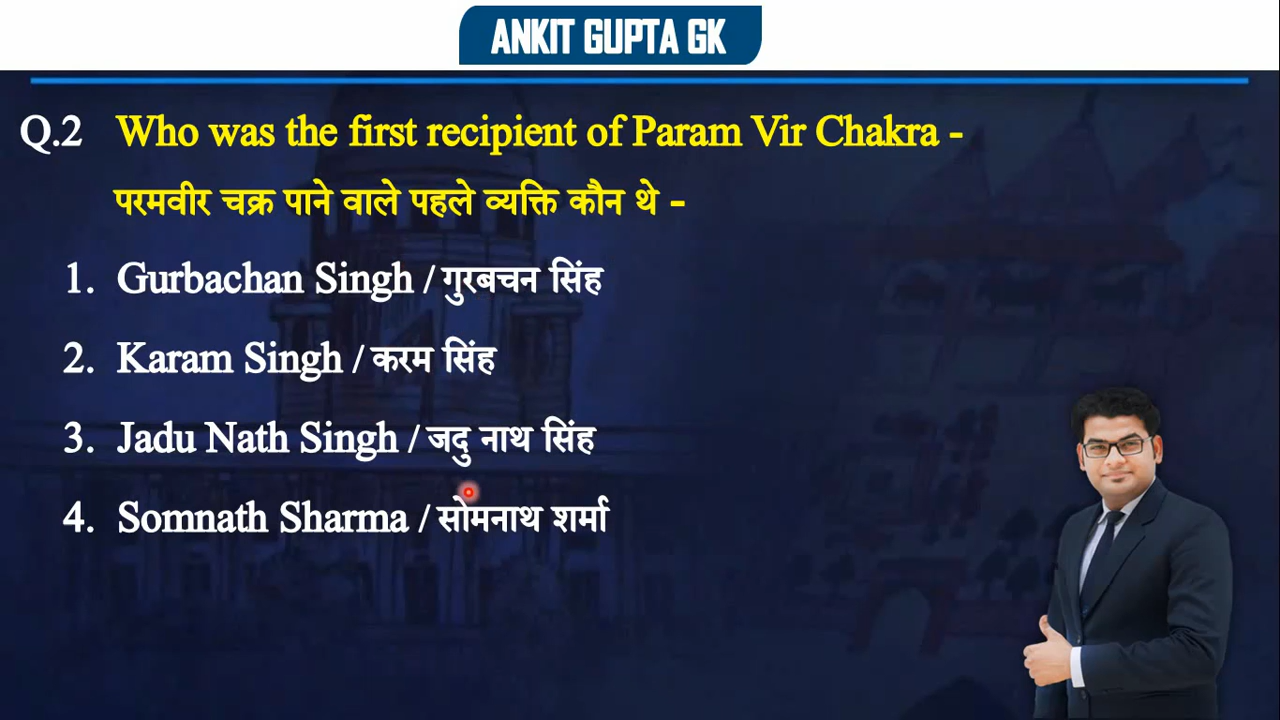 ANKIT GUPTA GK
Q.2 Who was the first recipient of Param Vir Chakra -
परमवीर चक्र पाने वाले पहले व्यक्ति कौन थे -
1. Gurbachan Singh / गुरबचन सिंह
2. Karam Singh / करम सिंह
3. Jadu Nath Singh / जदु नाथ सिंह
4. Somnath Sharma / सोमनाथ शर्मा